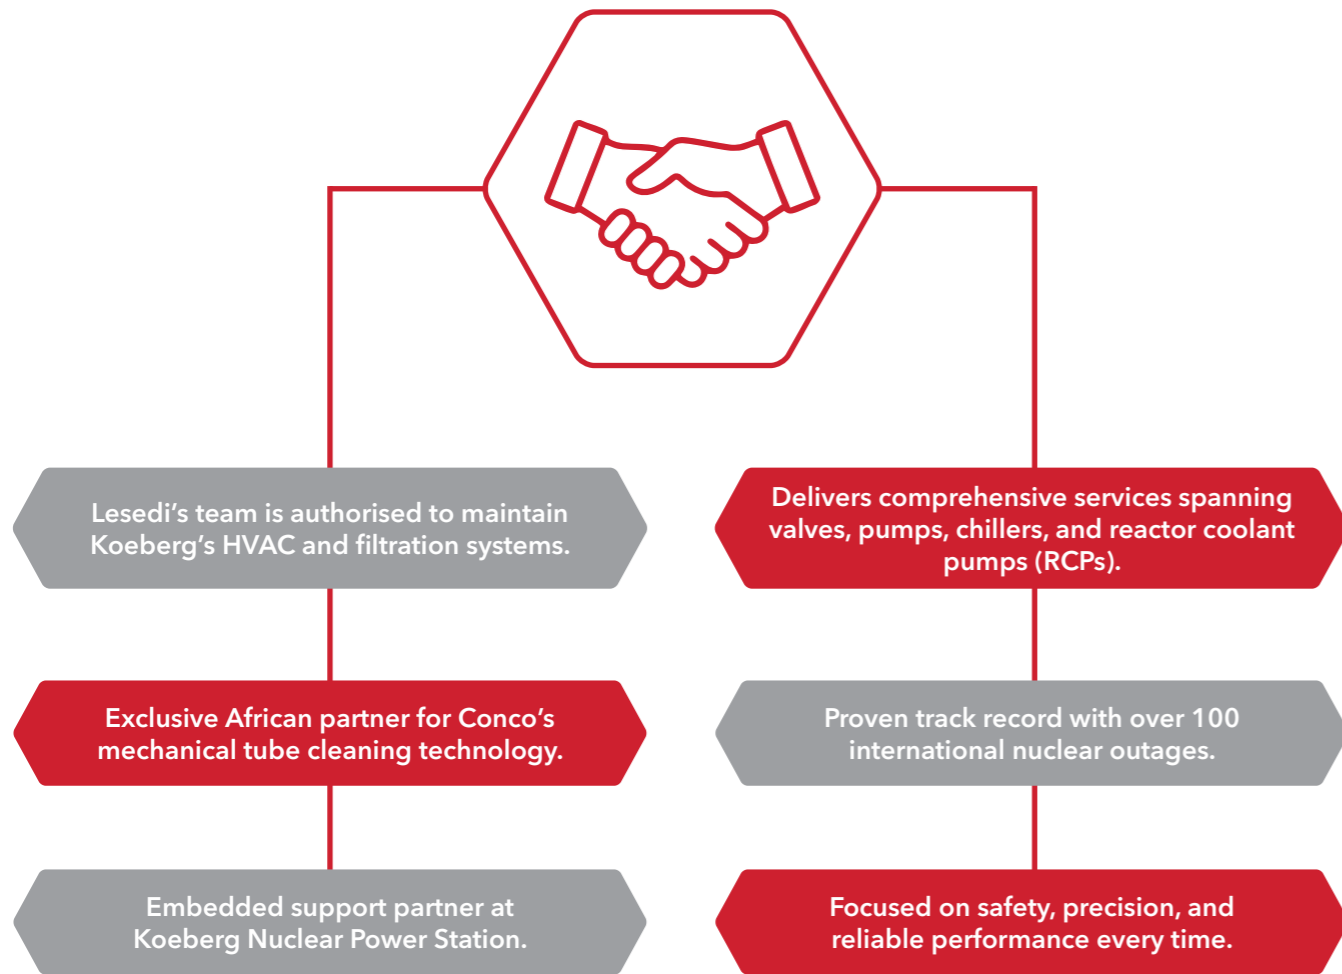 Lesedi’s team is authorised to maintain
Koeberg’s HVAC and filtration systems.
Exclusive African partner for Conco’s
mechanical tube cleaning technology.
Embedded support partner at
Koeberg Nuclear Power Station.
Delivers comprehensive services spanning
valves, pumps, chillers, and reactor coolant
pumps (RCPs).
Proven track record with over 100
international nuclear outages.
Focused on safety, precision, and
reliable performance every time.